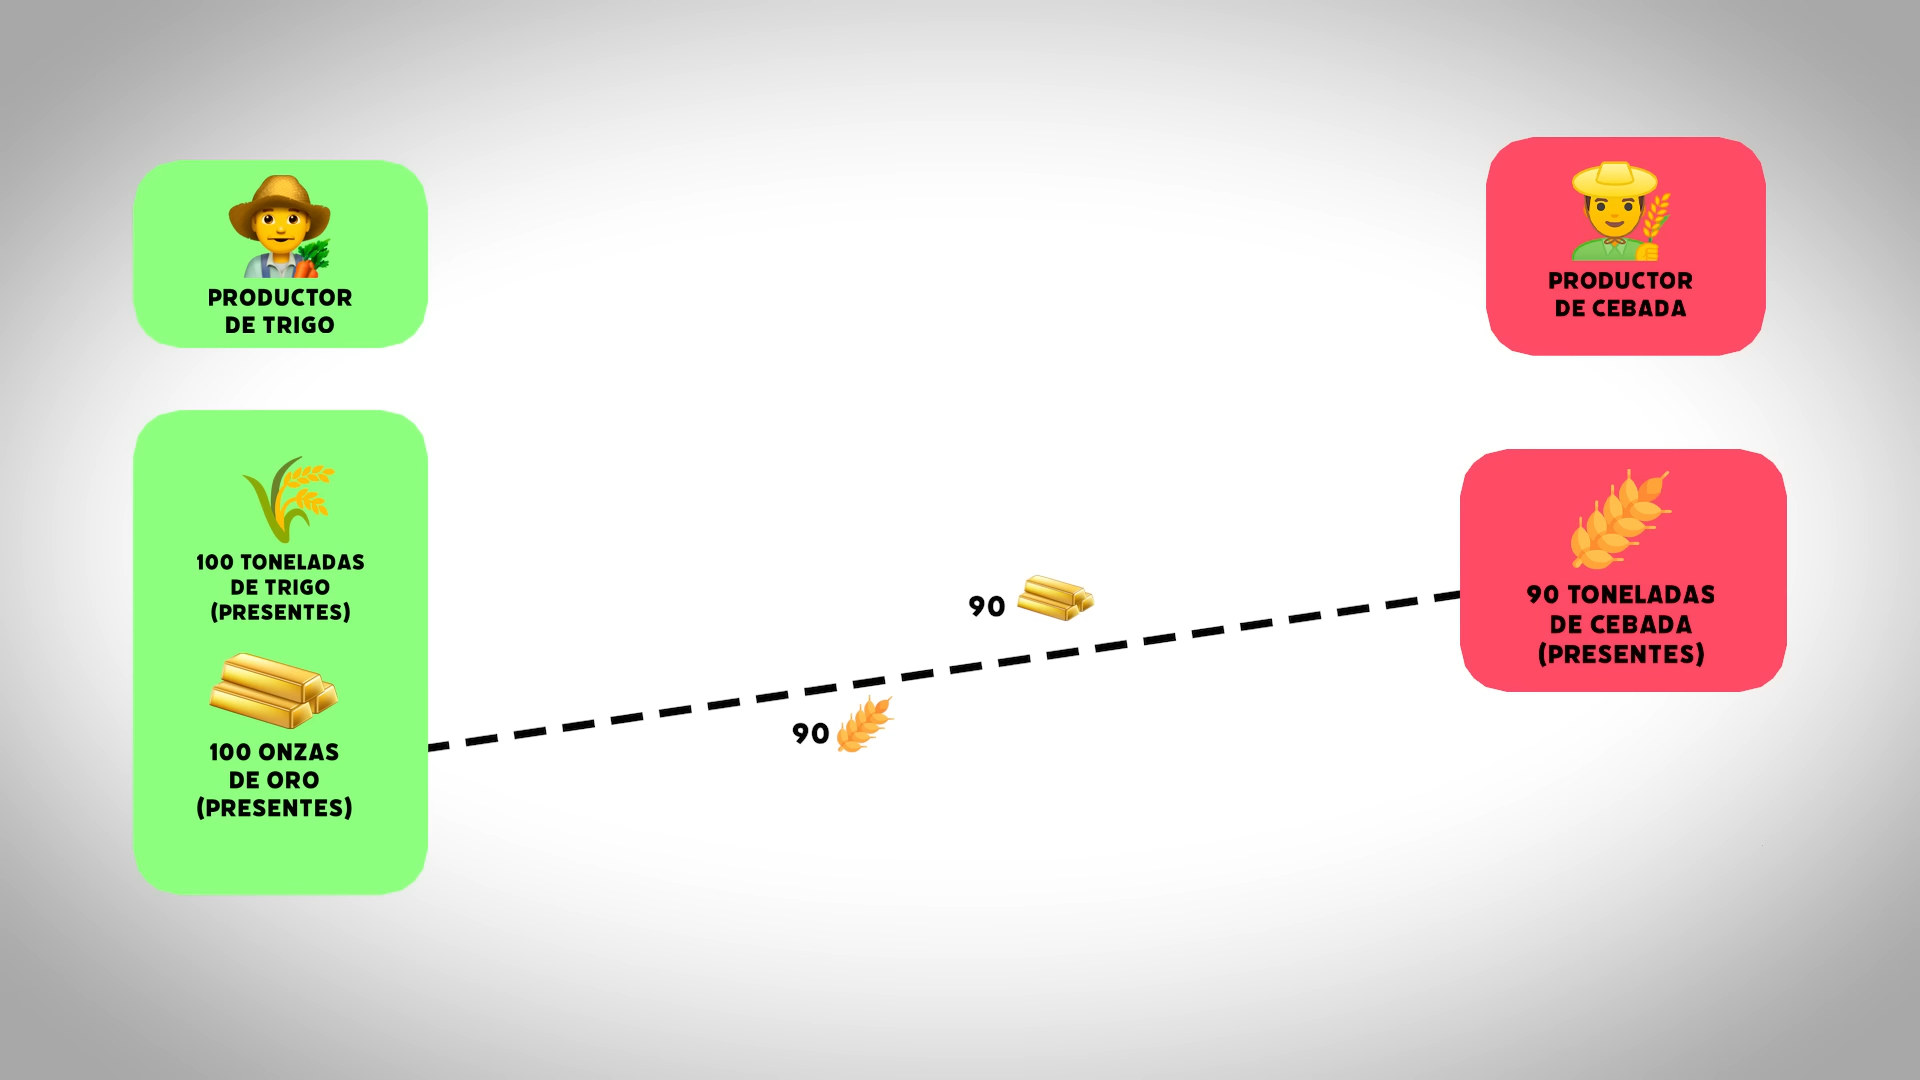 PRODUCTOR
DE TRIGO
PRODUCTOR
DE CEBADA
100 TONELADAS
DE TRIGO
(PRESENTES)
100 ONZAS
DE ORO
(PRESENTES)
90
90
90 TONELADAS
DE CEBADA
(PRESENTES)